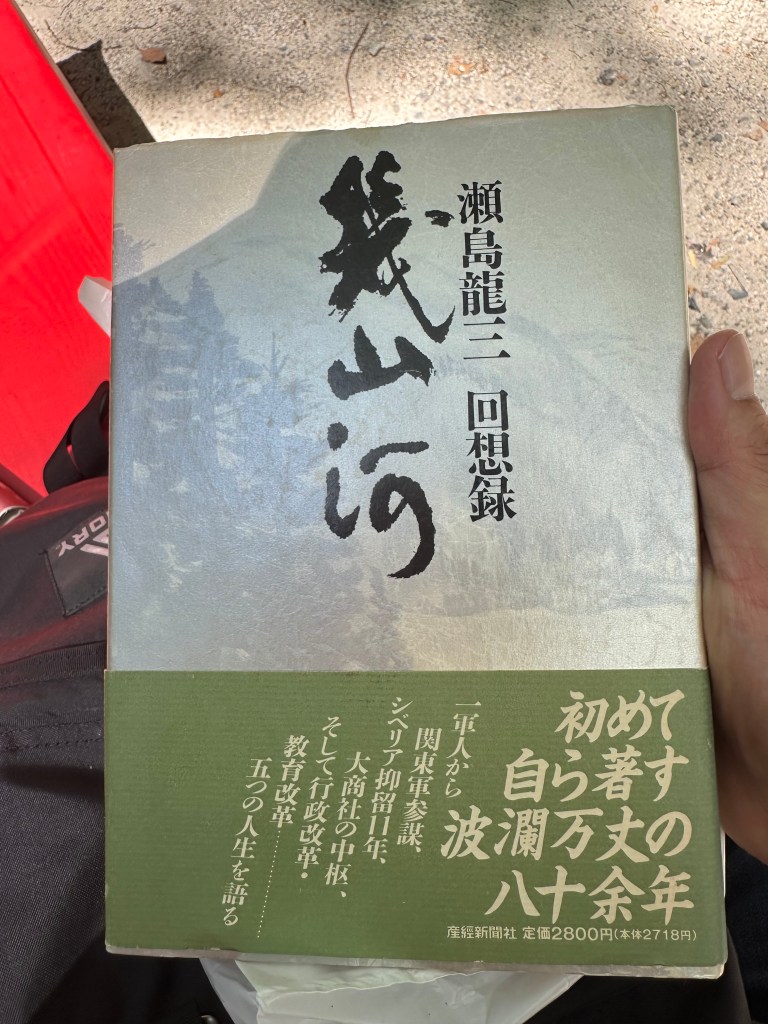 瀬島龍三 回想録
幾山河
初めて
自ら著す
波瀾万丈の
八十余年
一軍人から
関東軍参謀、
シベリア抑留11年、
大商社の中枢、
そして行政改革・
教育改革…………
五つの人生を語る
産経新聞社 定価2800円(本体2718円)